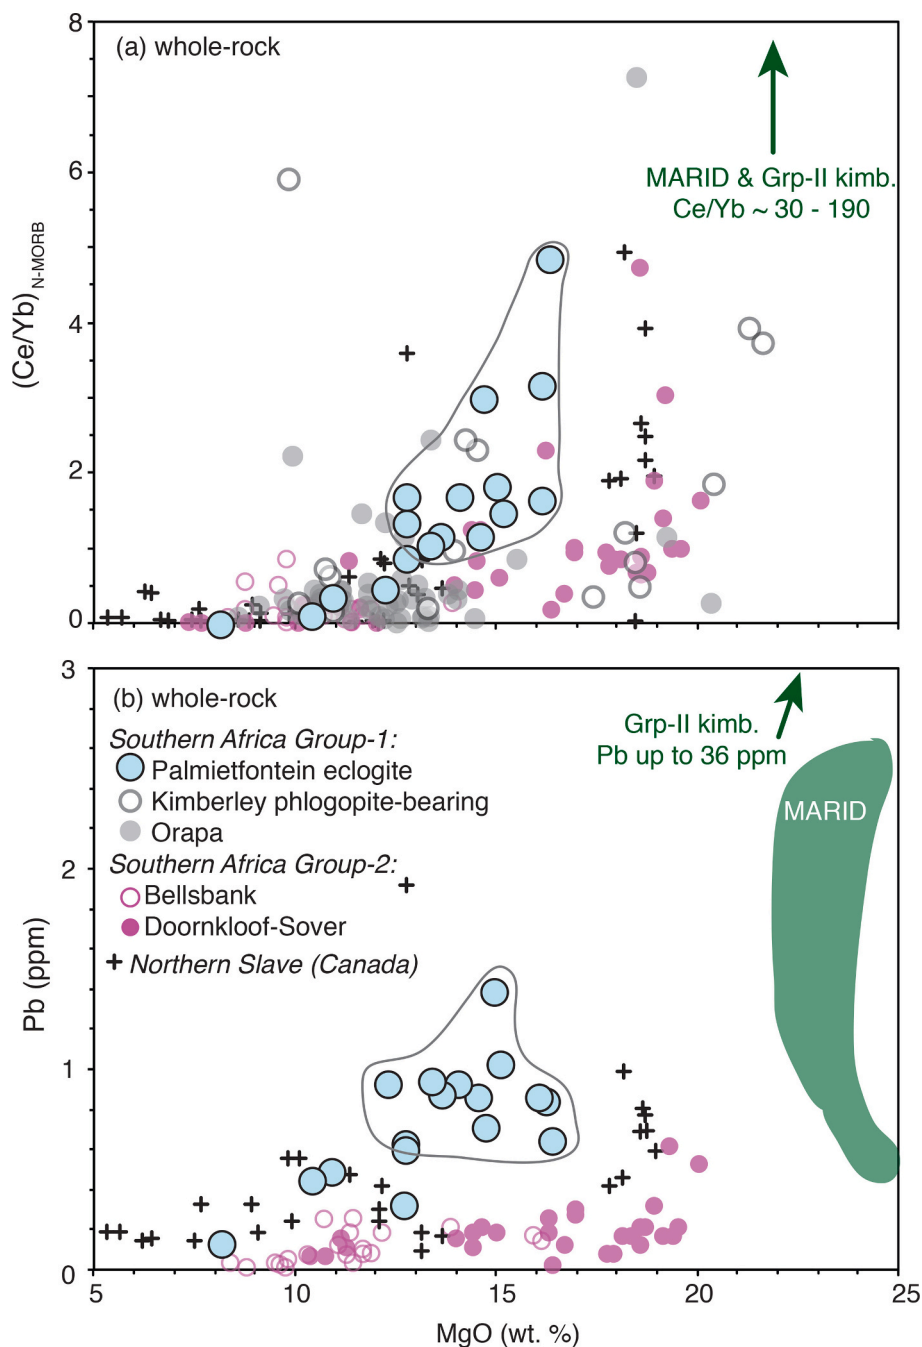 8
(a) whole-rock
MARID & Grp-II kimb.
Ce/Yb ~ 30 - 190
6
(Ce/Yb)N-MORB
4
2
0
3
(b) whole-rock
Grp-II kimb.
Pb up to 36 ppm
Southern Africa Group-1:
Palmietfontein eclogite
Kimberley phlogopite-bearing
Orapa
MARID
Southern Africa Group-2:
Bellsbank
Doornkloof-Sover
Northern Slave (Canada)
2
Pb (ppm)
1
0
5 10 15 20 25
MgO (wt. %)